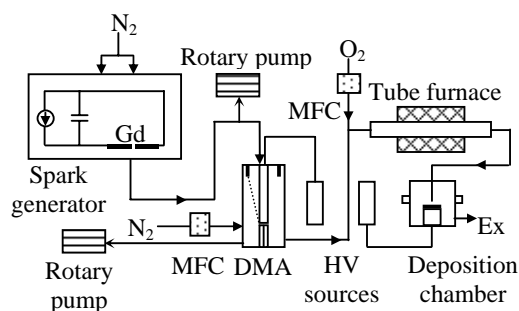 N2
O2
Rotary pump
MFC
Tube furnace
Gd
Spark
generator
N2
MFC
DMA
HV
sources
Ex
Deposition
chamber
Rotary
pump